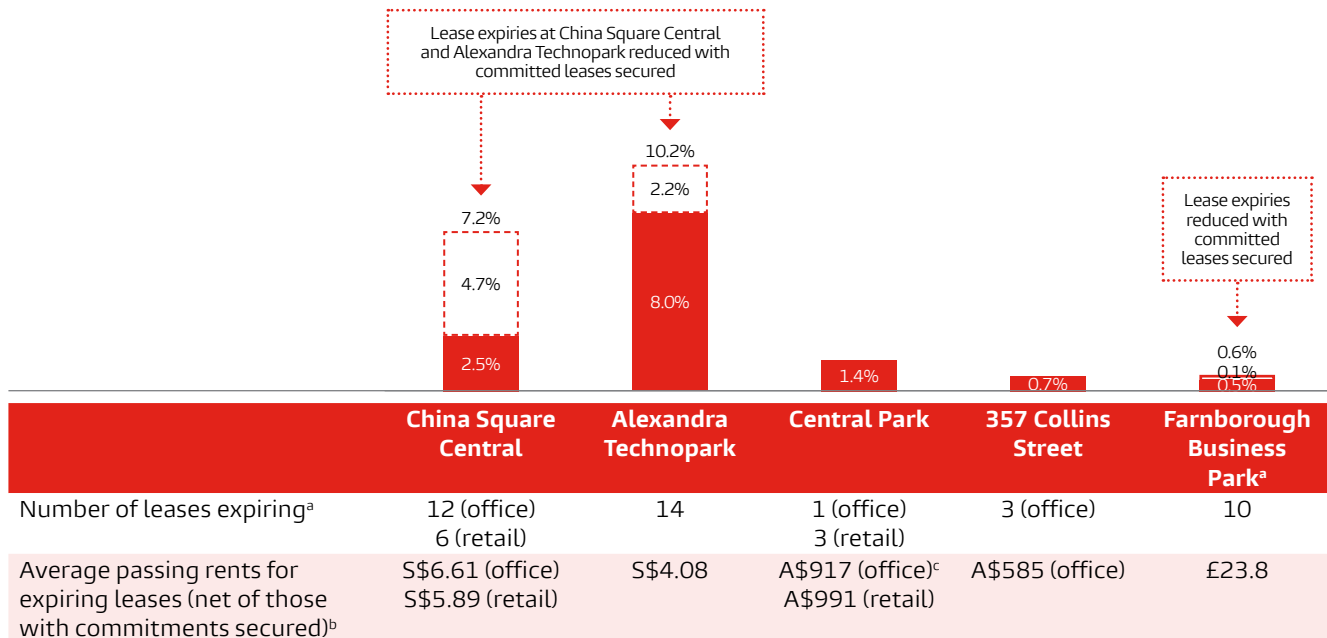 Lease expiries at China Square Central
and Alexandra Technopark reduced with
committed leases secured
10.2%
2.2%
8.0%
7.2%
4.7%
2.5%
1.4%
0.7%
Lease expiries
reduced with
committed
leases secured
0.6%
0.1%
0.5%
China Square
Central
Alexandra
Technopark
Central Park
357 Collins
Street
Farnborough
Business
Parkᵃ
Number of leases expiringᵃ
12 (office)
6 (retail)
14
1 (office)
3 (retail)
3 (office)
10
Average passing rents for
expiring leases (net of those
with commitments secured)ᵇ
S$6.61 (office)
S$5.89 (retail)
S$4.08
A$917 (office)ᶜ
A$991 (retail)
A$585 (office)
£23.8